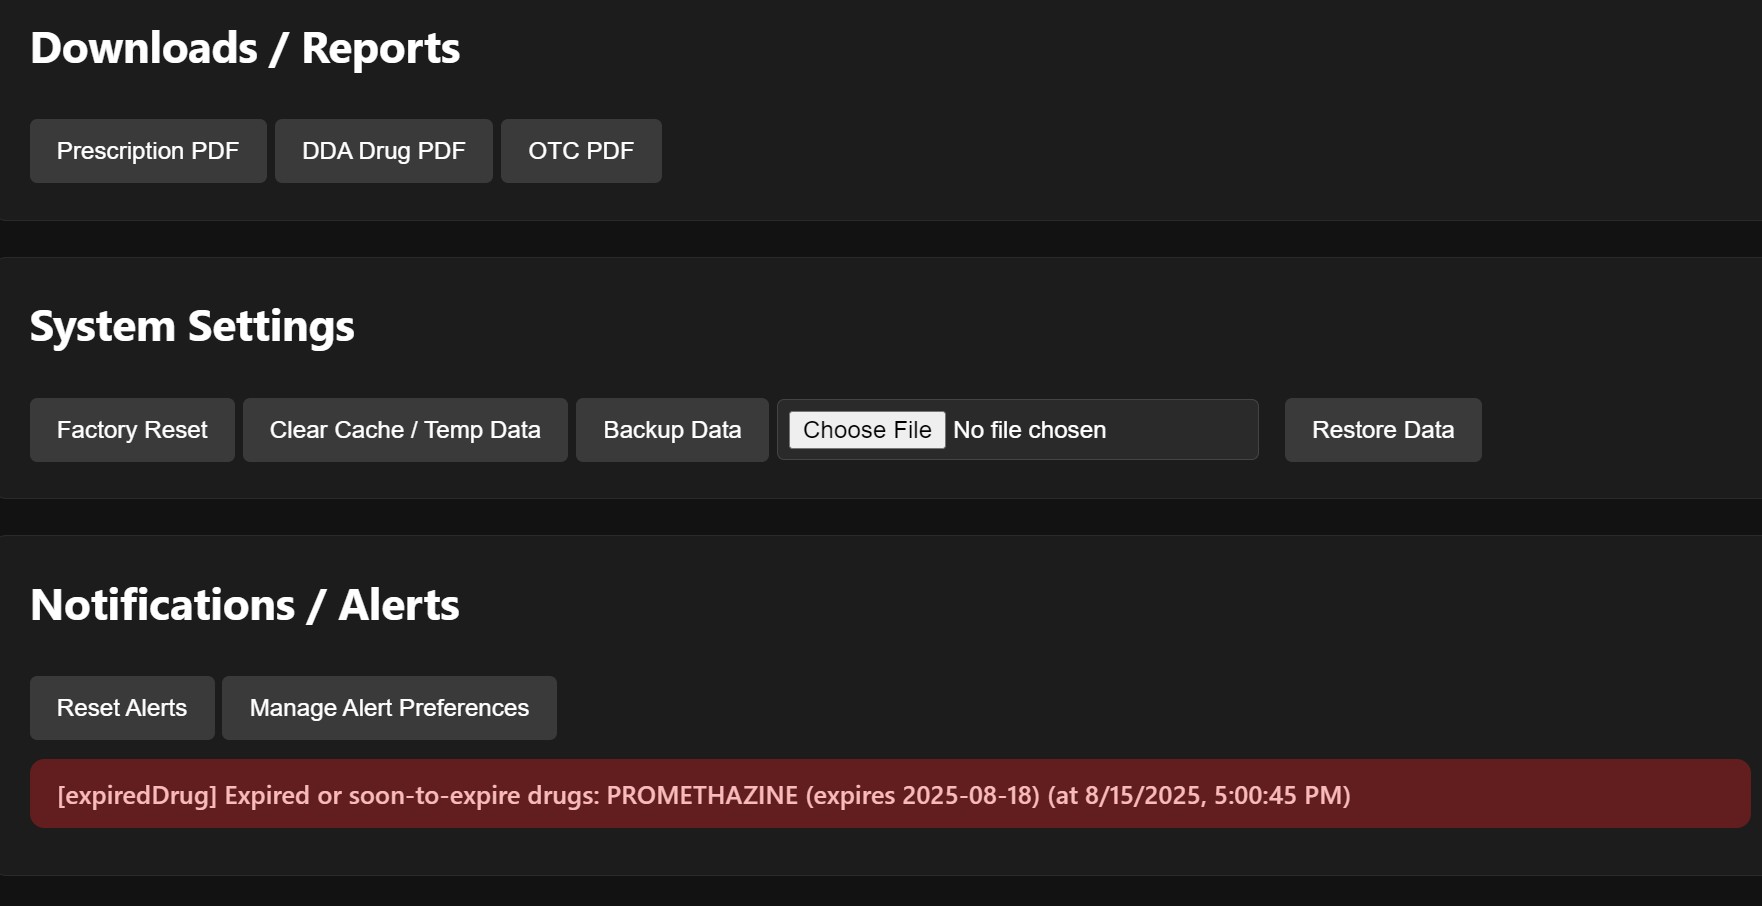 Downloads / Reports
Prescription PDF DDA Drug PDF OTC PDF
System Settings
Factory Reset Clear Cache / Temp Data Backup Data Choose File No file chosen Restore Data
Notifications / Alerts
Reset Alerts Manage Alert Preferences
[expiredDrug] Expired or soon-to-expire drugs: PROMETHAZINE (expires 2025-08-18) (at 8/15/2025, 5:00:45 PM)